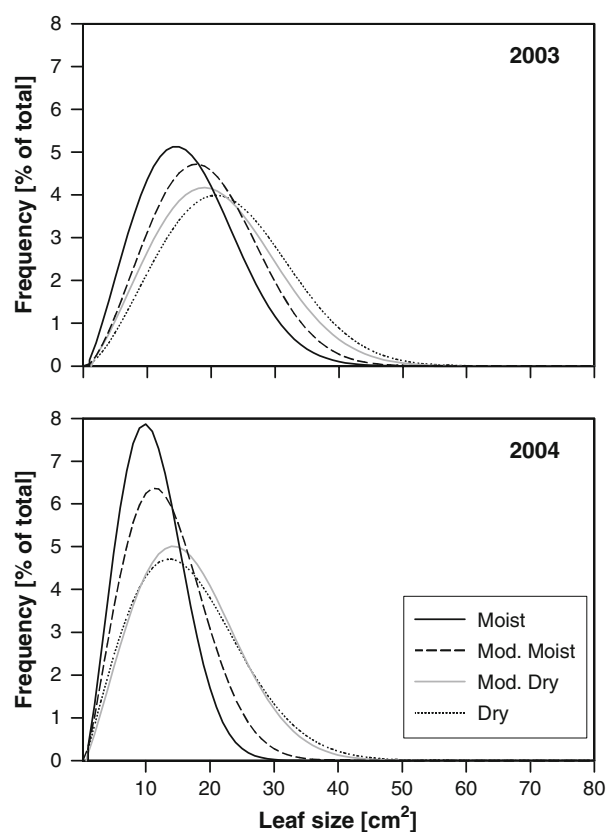 8
2003
7
6
5
4
3
2
1
0
Frequency [% of total]
8
2004
7
6
5
4
3
2
1
0
Frequency [% of total]
Moist
Mod. Moist
Mod. Dry
Dry
10 20 30 40 50 60 70 80
Leaf size [cm²]